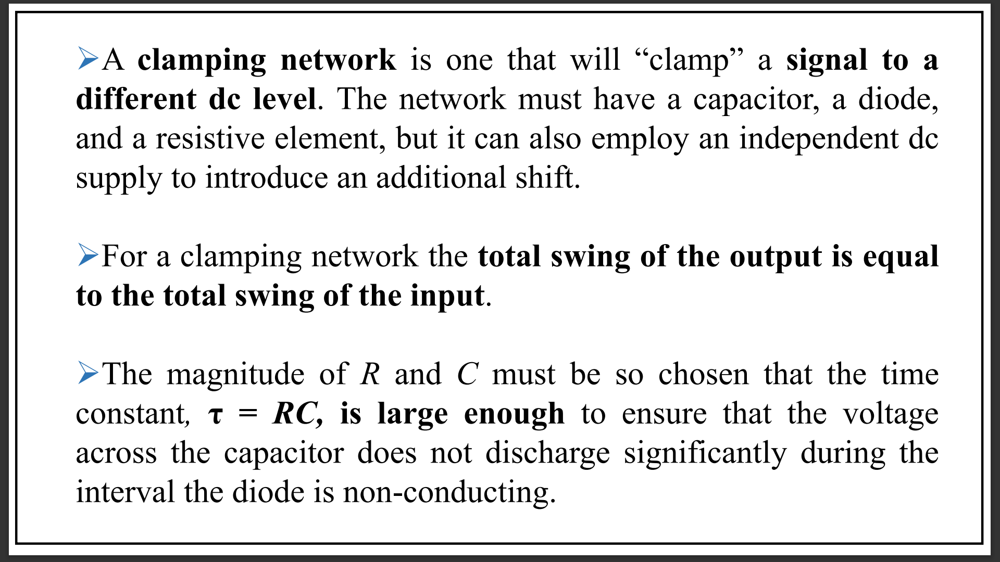 ➢A clamping network is one that will “clamp” a signal to a
different dc level. The network must have a capacitor, a diode,
and a resistive element, but it can also employ an independent dc
supply to introduce an additional shift.
➢For a clamping network the total swing of the output is equal
to the total swing of the input.
➢The magnitude of R and C must be so chosen that the time
constant, τ = RC, is large enough to ensure that the voltage
across the capacitor does not discharge significantly during the
interval the diode is non-conducting.